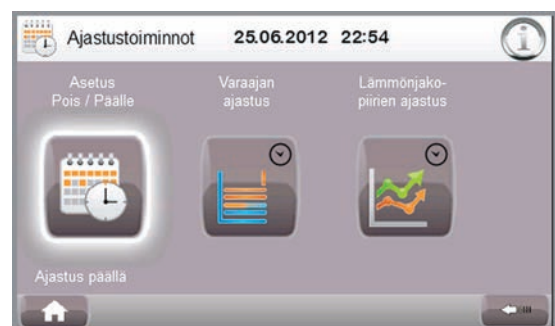 Ajastustoiminnot 25.06.2012 22:54
Asetus
Pois / Päälle
Varaajan
ajastus
Lämmönjako-
piirien ajastus
Ajastus päällä